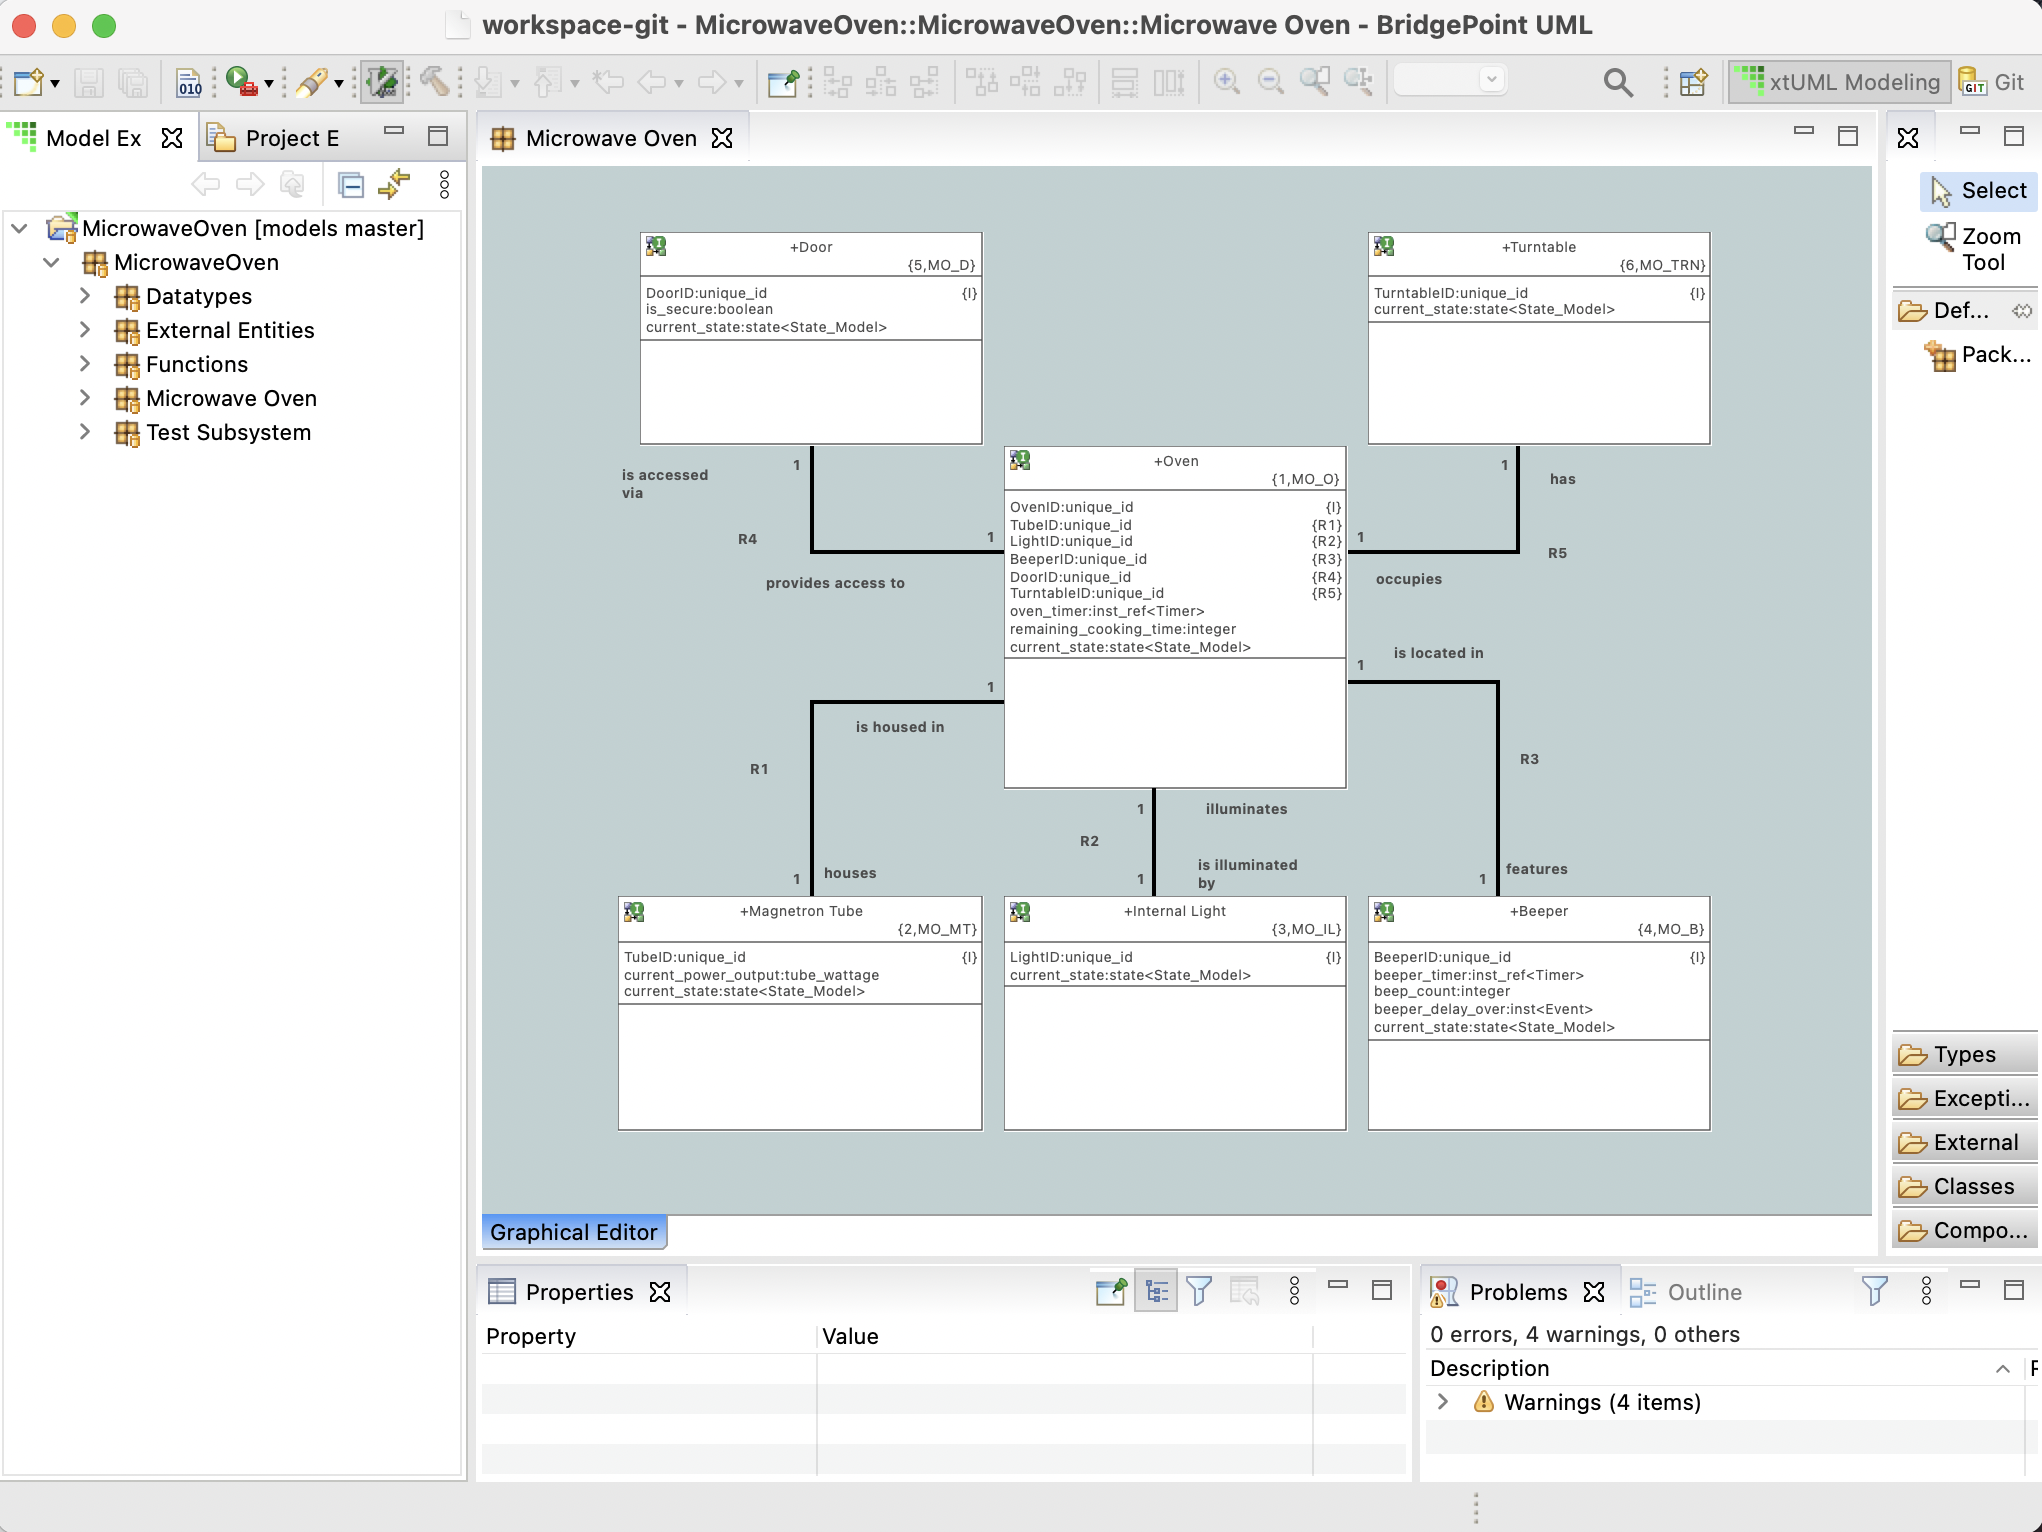 workspace-git - MicrowaveOven::MicrowaveOven::Microwave Oven - BridgePoint UML
010
xtUML Modeling
GIT
Git
Model Ex
Project E
Microwave Oven
MicrowaveOven [models master]
MicrowaveOven
Datatypes
External Entities
Functions
Microwave Oven
Test Subsystem
+Door
{5,MO_D}
DoorID:unique_id {I}
is_secure:boolean
current_state:state<State_Model>
+Turntable
{6,MO_TRN}
TurntableID:unique_id {I}
current_state:state<State_Model>
is accessed
via
1
R4
1
provides access to
+Oven
{1,MO_O}
OvenID:unique_id {I}
TubeID:unique_id {R1}
LightID:unique_id {R2}
BeeperID:unique_id {R3}
DoorID:unique_id {R4}
TurntableID:unique_id {R5}
oven_timer:inst_ref<Timer>
remaining_cooking_time:integer
current_state:state<State_Model>
1
has
1
R5
occupies
is located in
1
R3
features
1
1
is housed in
R1
houses
1
1
illuminates
R2
is illuminated
by
1
+Magnetron Tube
{2,MO_MT}
TubeID:unique_id {I}
current_power_output:tube_wattage
current_state:state<State_Model>
+Internal Light
{3,MO_IL}
LightID:unique_id {I}
current_state:state<State_Model>
+Beeper
{4,MO_B}
BeeperID:unique_id {I}
beeper_timer:inst_ref<Timer>
beep_count:integer
beeper_delay_over:inst<Event>
current_state:state<State_Model>
Graphical Editor
Select
Zoom
Tool
Def...
Pack...
Types
Excepti...
External
Classes
Compo...
Properties
Property Value
Problems
Outline
0 errors, 4 warnings, 0 others
Description
Warnings (4 items)